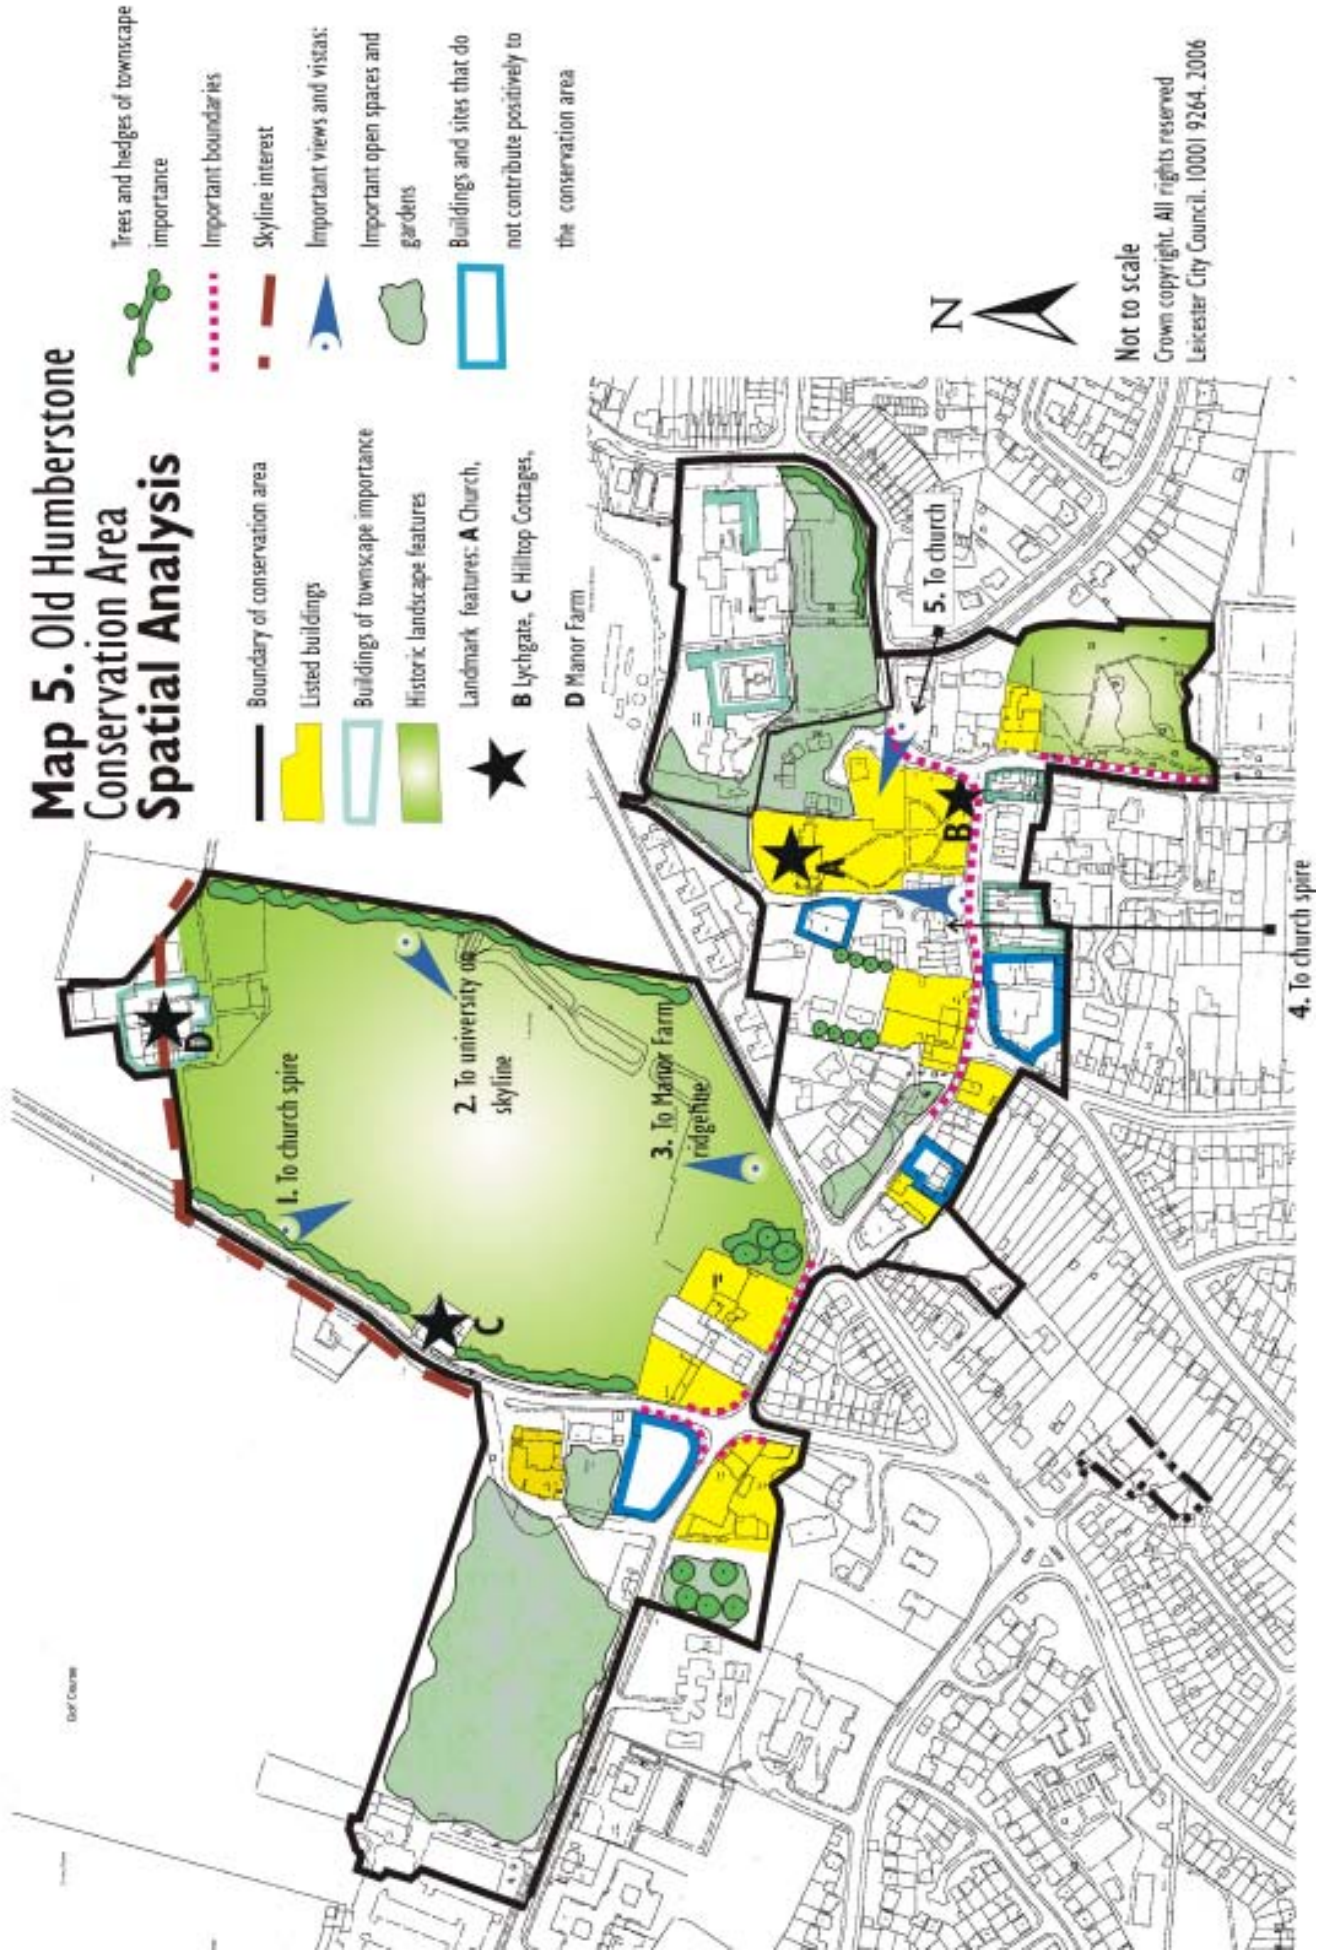 Map 5. Old Humberstone
Conservation Area
Spatial Analysis
Boundary of conservation area
Listed buildings
Buildings of townscape importance
Historic landscape features
Landmark features: A Church,
B Lychgate, C Hilltop Cottages,
D Manor Farm
Trees and hedges of townscape
importance
Important boundaries
Skyline interest
Important views and vistas:
Important open spaces and
gardens
Buildings and sites that do
not contribute positively to
the conservation area
N
Not to scale
Crown copyright. All rights reserved
Leicester City Council. 10001 9264. 2006
Golf Course
D
C
1. To church spire
2. To university on
skyline
3. To Manor Farm
ridgeline
A
B
5. To church
4. To church spire